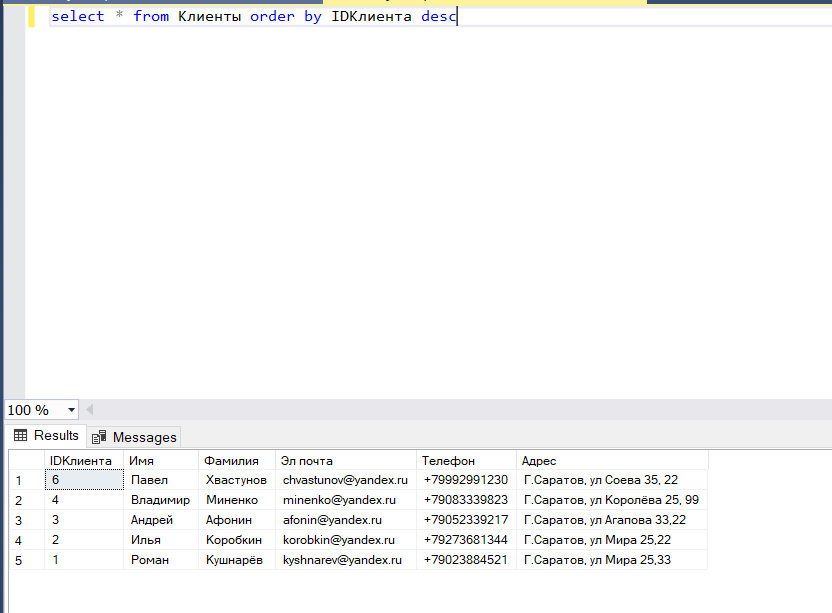 select * from Клиенты order by IDКлиента desc
100 %
Results Messages
IDКлиента Имя Фамилия Эл почта Телефон Адрес
1 6 Павел Хвастунов chvastunov@yandex.ru +79992991230 Г.Саратов, ул Соева 35, 22
2 4 Владимир Миненко minenko@yandex.ru +79083339823 Г.Саратов, ул Королёва 25, 99
3 3 Андрей Афонин afonin@yandex.ru +79052339217 Г.Саратов, ул Агапова 33,22
4 2 Илья Коробкин korobkin@yandex.ru +79273681344 Г.Саратов, ул Мира 25,22
5 1 Роман Кушнарёв kyshnarev@yandex.ru +79023884521 Г.Саратов, ул Мира 25,33